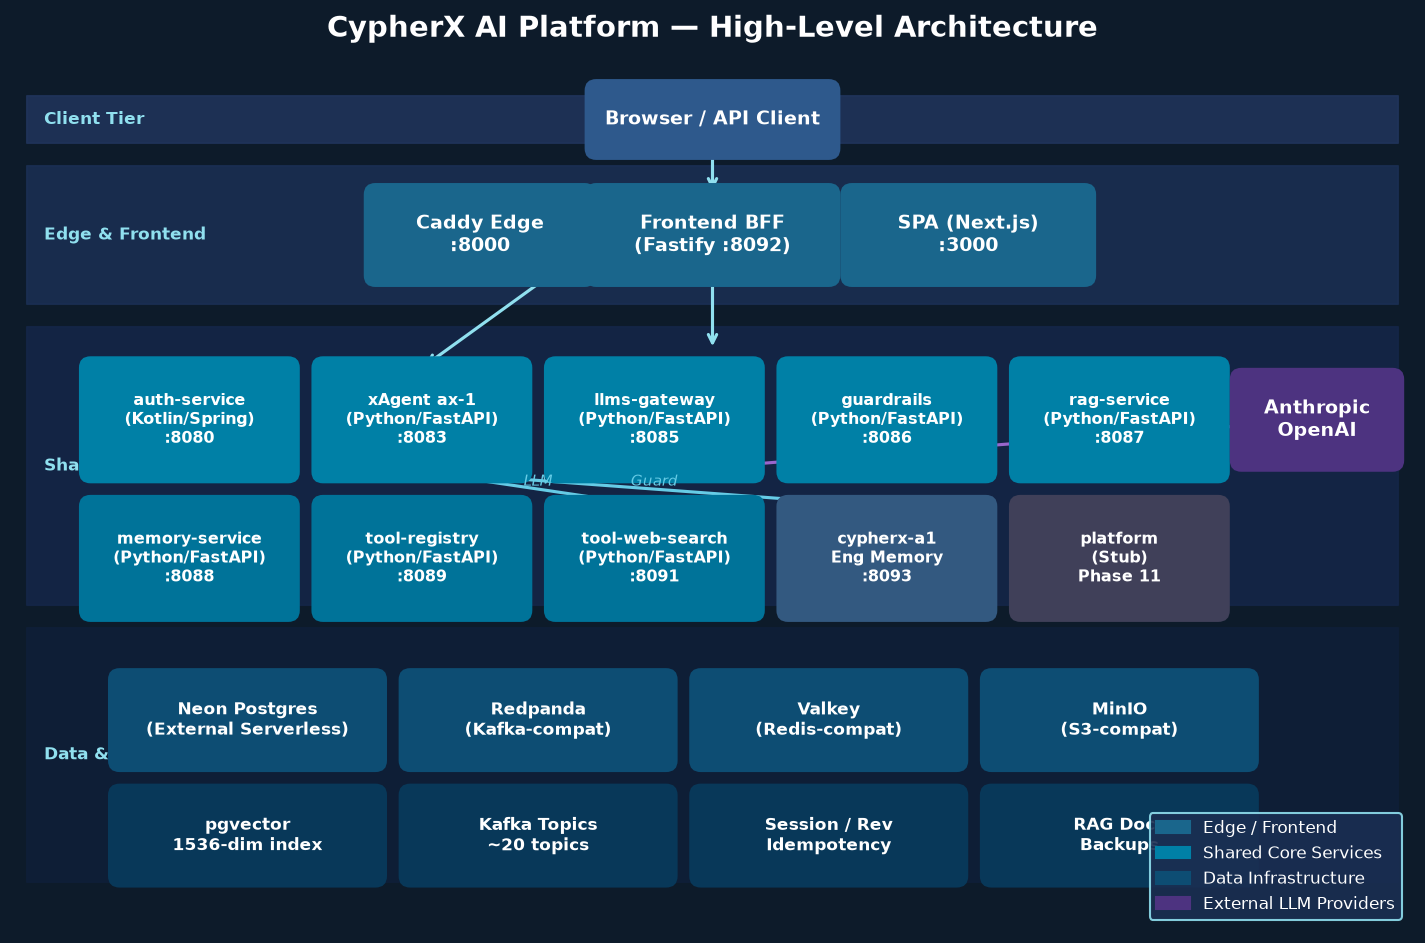 CypherX AI Platform — High-Level Architecture
Client Tier
Browser / API Client
Edge & Frontend
Caddy Edge
:8000
Frontend BFF
(Fastify :8092)
SPA (Next.js)
:3000
Sha
auth-service
(Kotlin/Spring)
:8080
xAgent ax-1
(Python/FastAPI)
:8083
llms-gateway
(Python/FastAPI)
:8085
guardrails
(Python/FastAPI)
:8086
rag-service
(Python/FastAPI)
:8087
Anthropic
OpenAI
LLM
Guard
memory-service
(Python/FastAPI)
:8088
tool-registry
(Python/FastAPI)
:8089
tool-web-search
(Python/FastAPI)
:8091
cypherx-a1
Eng Memory
:8093
platform
(Stub)
Phase 11
Data &
Neon Postgres
(External Serverless)
Redpanda
(Kafka-compat)
Valkey
(Redis-compat)
MinIO
(S3-compat)
pgvector
1536-dim index
Kafka Topics
~20 topics
Session / Rev
Idempotency
RAG Doc
Backup
Edge / Frontend
Shared Core Services
Data Infrastructure
External LLM Providers